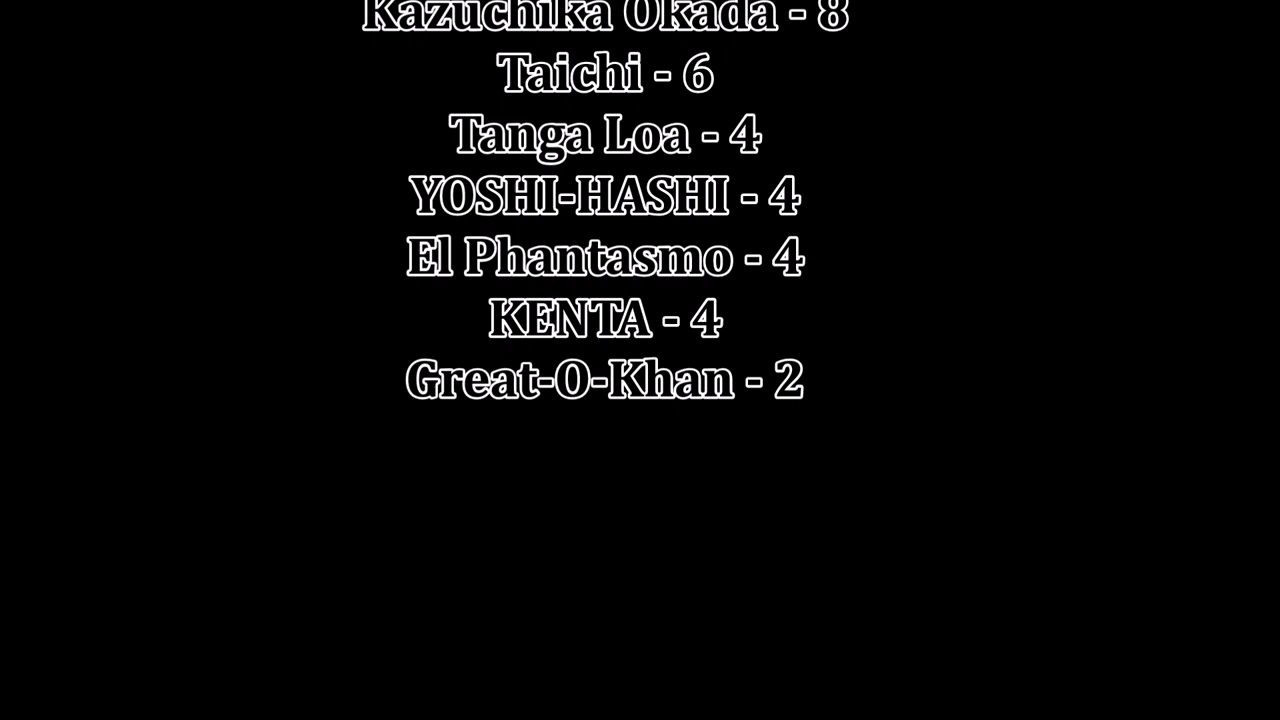 Kazuchika Okada - 8
Taichi - 6
Tanga Loa - 4
YOSHI-HASHI - 4
El Phantasmo - 4
KENTA - 4
Great-O-Khan - 2